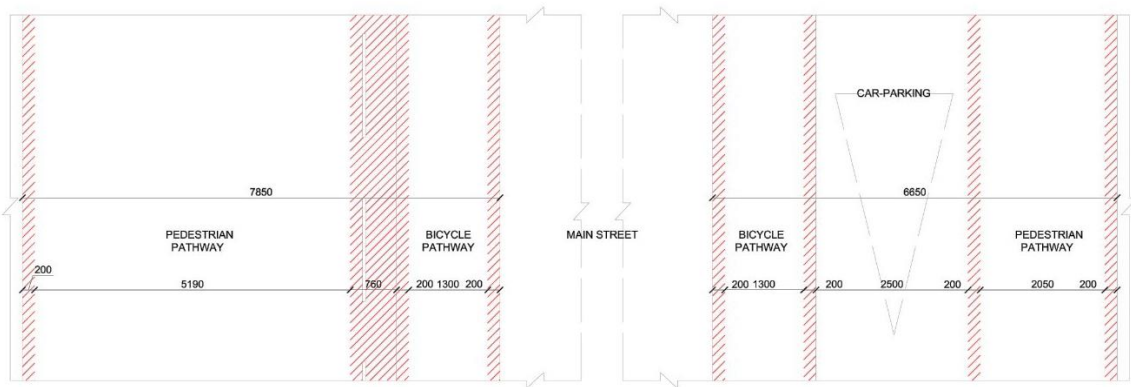 CAR-PARKING
7850
6650
PEDESTRIAN
PATHWAY
BICYCLE
PATHWAY
MAIN STREET
BICYCLE
PATHWAY
PEDESTRIAN
PATHWAY
200
5190
760
200 1300 200
200 1300
200
2500
200
2050
200